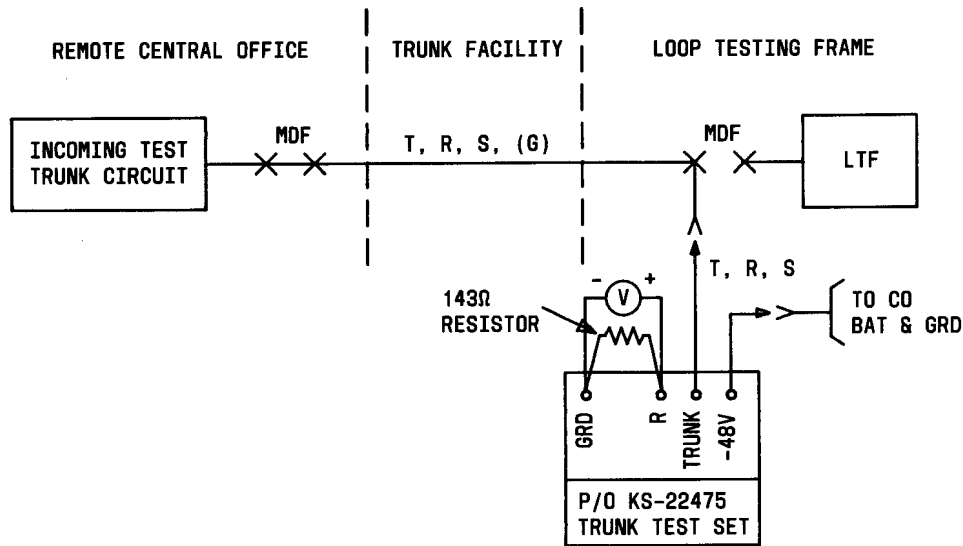 REMOTE CENTRAL OFFICE
TRUNK FACILITY
LOOP TESTING FRAME
INCOMING TEST
TRUNK CIRCUIT
MDF
T, R, S, (G)
MDF
LTF
T, R, S
- V +
143Ω
RESISTOR
TO CO
BAT & GRD
GRD
R
TRUNK
-48V
P/O KS-22475
TRUNK TEST SET